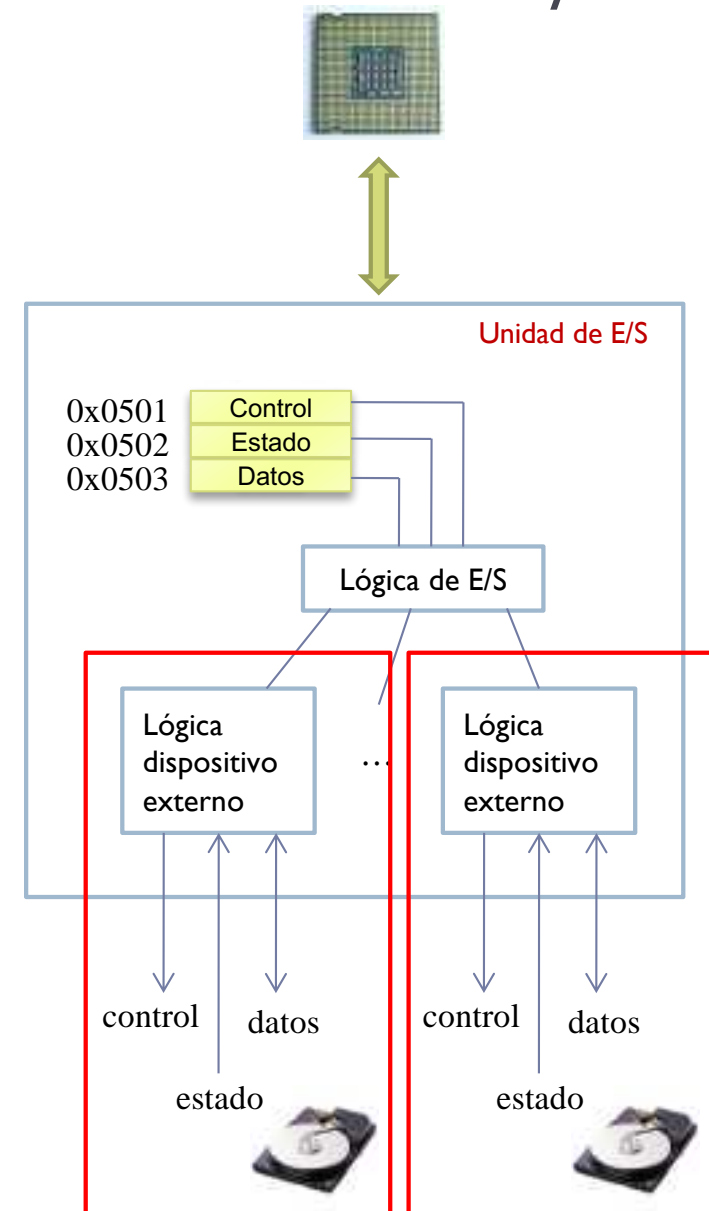 Unidad de E/S
0x0501 Control
0x0502 Estado
0x0503 Datos
Lógica de E/S
Lógica
dispositivo
externo
...
Lógica
dispositivo
externo
control
datos
estado
control
datos
estado